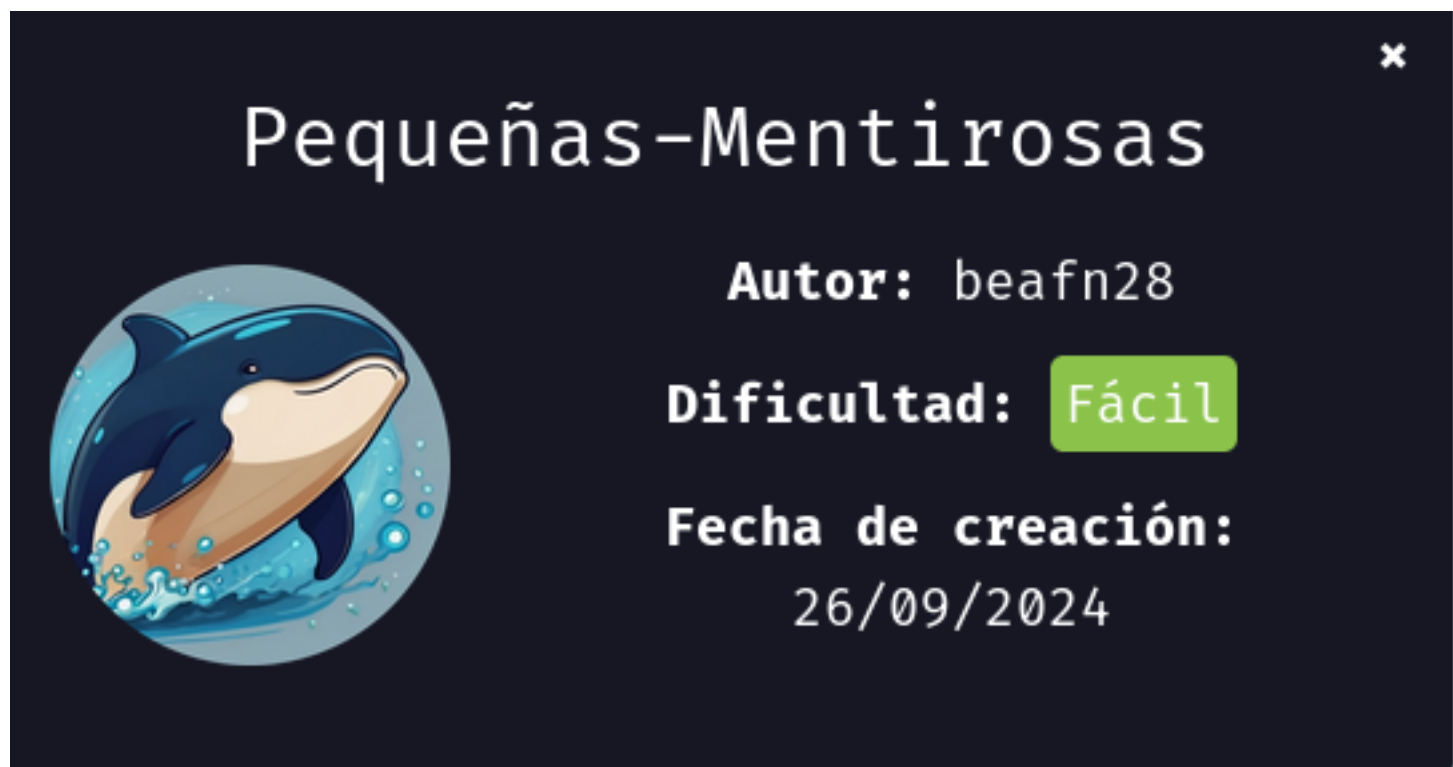 Pequeñas-Mentirosas
Autor: beafn28
Dificultad: Fácil
Fecha de creación:
26/09/2024